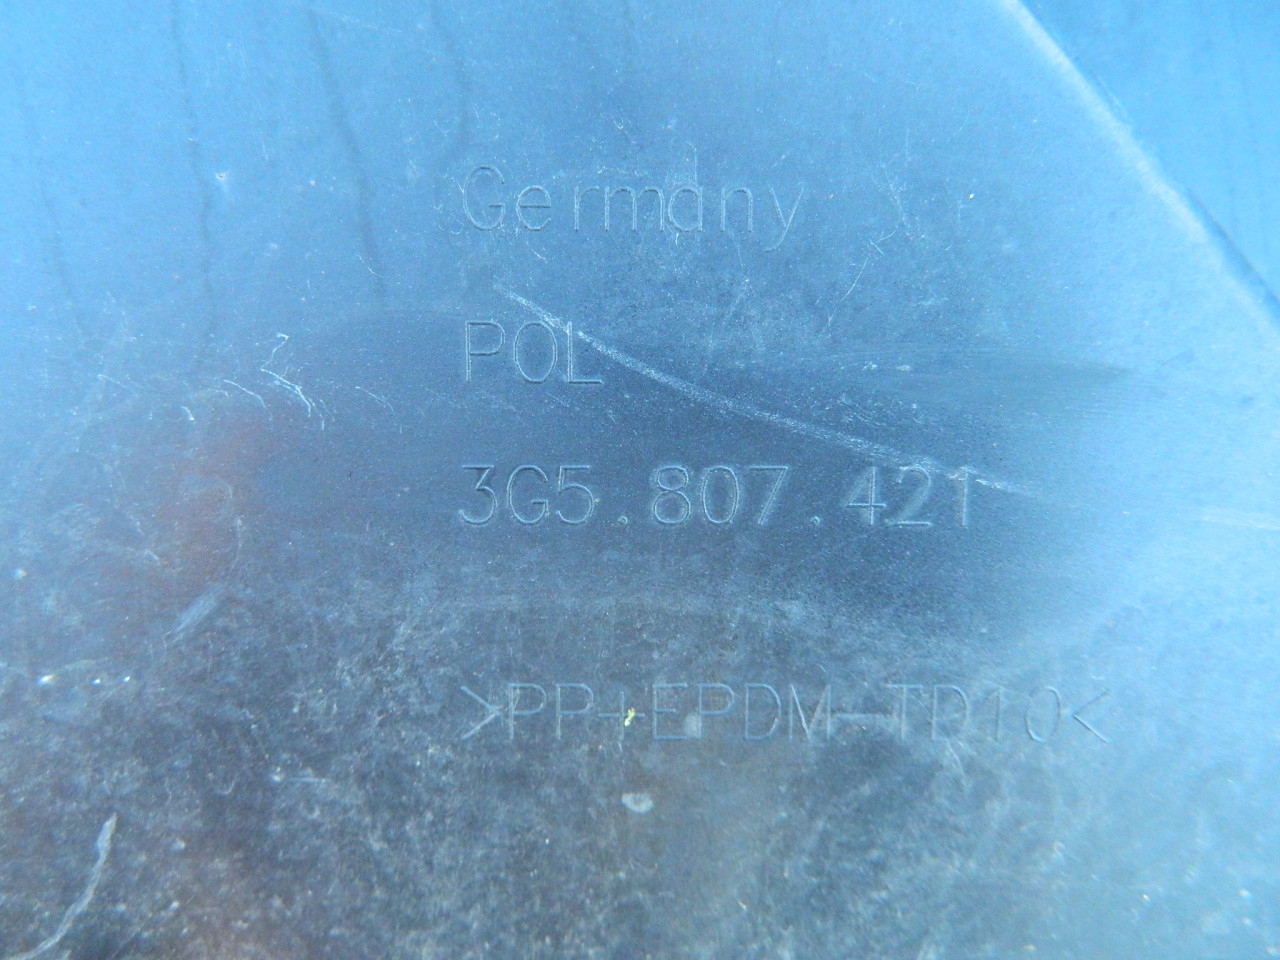 Germany
POL
3G5.807.421
>PP+EPDM-TD10<